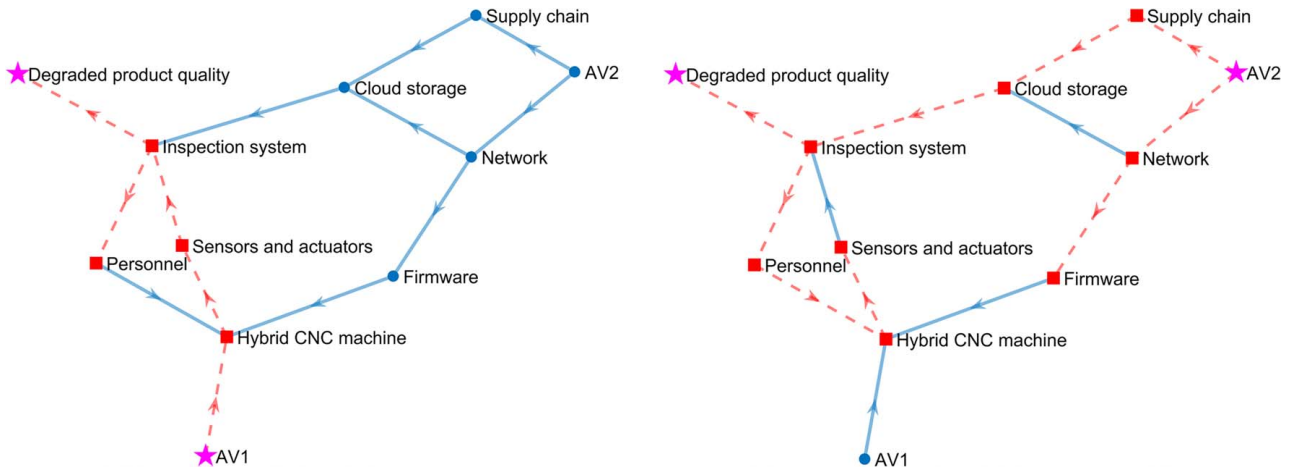 Supply chain
Degraded product quality
AV2
Cloud storage
Inspection system
Network
Sensors and actuators
Personnel
Firmware
Hybrid CNC machine
AV1
Supply chain
Degraded product quality
AV2
Cloud storage
Inspection system
Network
Sensors and actuators
Personnel
Firmware
Hybrid CNC machine
AV1